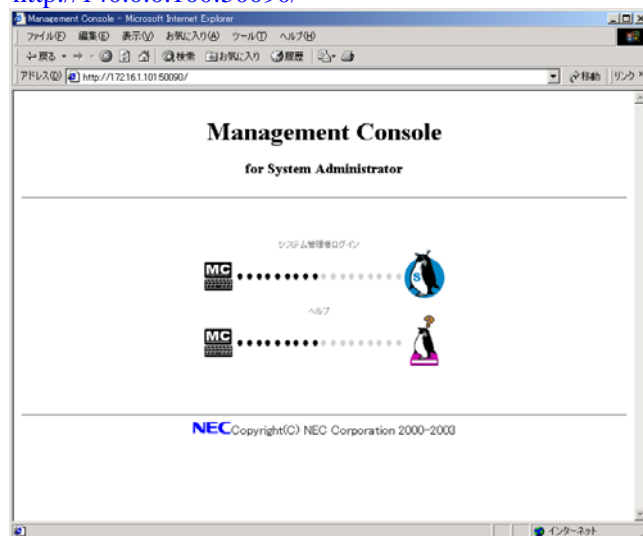 Management Console - Microsoft Internet Explorer
ファイル(F) 編集(E) 表示(V) お気に入り(A) ツール(T) ヘルプ(H)
戻る 検索 お気に入り 履歴
アドレス(D) http://172.16.1.101:50090/ 移動 リンク
Management Console
for System Administrator
システム管理者ログイン
MC
S
ヘルプ
MC
?
NEC Copyright(C) NEC Corporation 2000-2003
インターネット